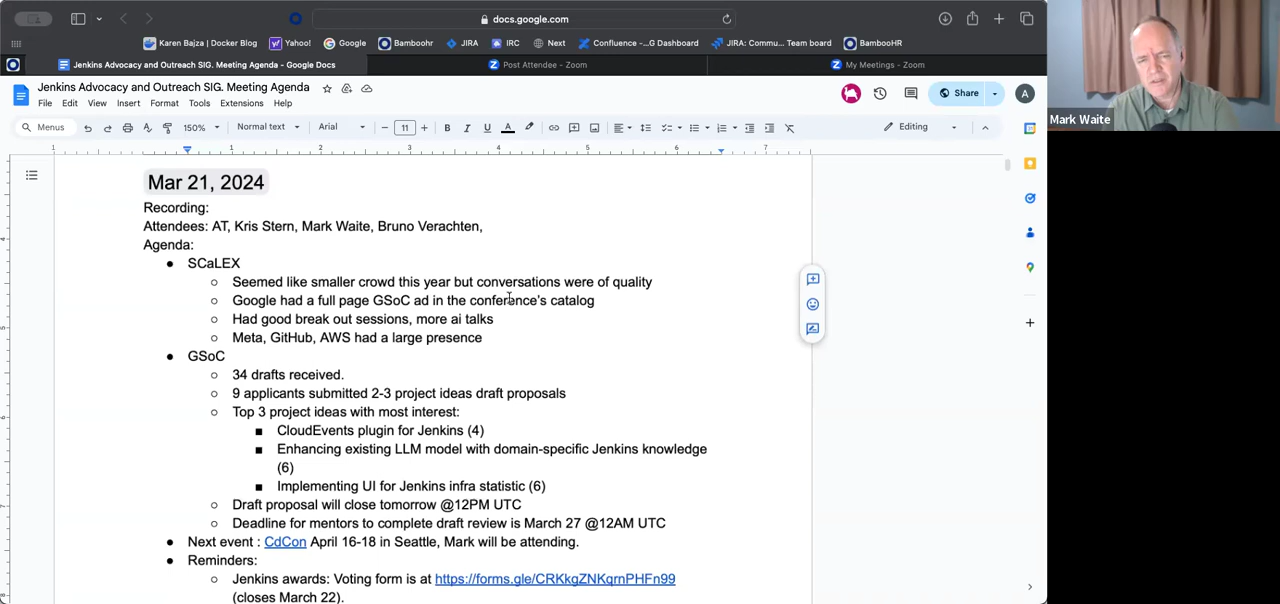 docs.google.com
Karen Bajza | Docker Blog
Yahoo!
Google
Bamboohr
JIRA
IRC
Next
Confluence ...G Dashboard
JIRA: Commu... Team board
BambooHR
Jenkins Advocacy and Outreach SIG. Meeting Agenda - Google Docs
Post Attendee - Zoom
My Meetings - Zoom
Jenkins Advocacy and Outreach SIG. Meeting Agenda
Share
A
File Edit View Insert Format Tools Extensions Help
Menus 150% Normal text Arial 11 B I U A Editing
1 1 2 3 4 5 6 7
Mar 21, 2024
Recording:
Attendees: AT, Kris Stern, Mark Waite, Bruno Verachten,
Agenda:
SCaLEX
Seemed like smaller crowd this year but conversations were of quality
Google had a full page GSoC ad in the conference's catalog
Had good break out sessions, more ai talks
Meta, GitHub, AWS had a large presence
GSoC
34 drafts received.
9 applicants submitted 2-3 project ideas draft proposals
Top 3 project ideas with most interest:
CloudEvents plugin for Jenkins (4)
Enhancing existing LLM model with domain-specific Jenkins knowledge
(6)
Implementing UI for Jenkins infra statistic (6)
Draft proposal will close tomorrow @12PM UTC
Deadline for mentors to complete draft review is March 27 @12AM UTC
Next event : CdCon April 16-18 in Seattle, Mark will be attending.
Reminders:
Jenkins awards: Voting form is at https://forms.gle/CRKkgZNKqrnPHFn99
(closes March 22).
Mark Waite